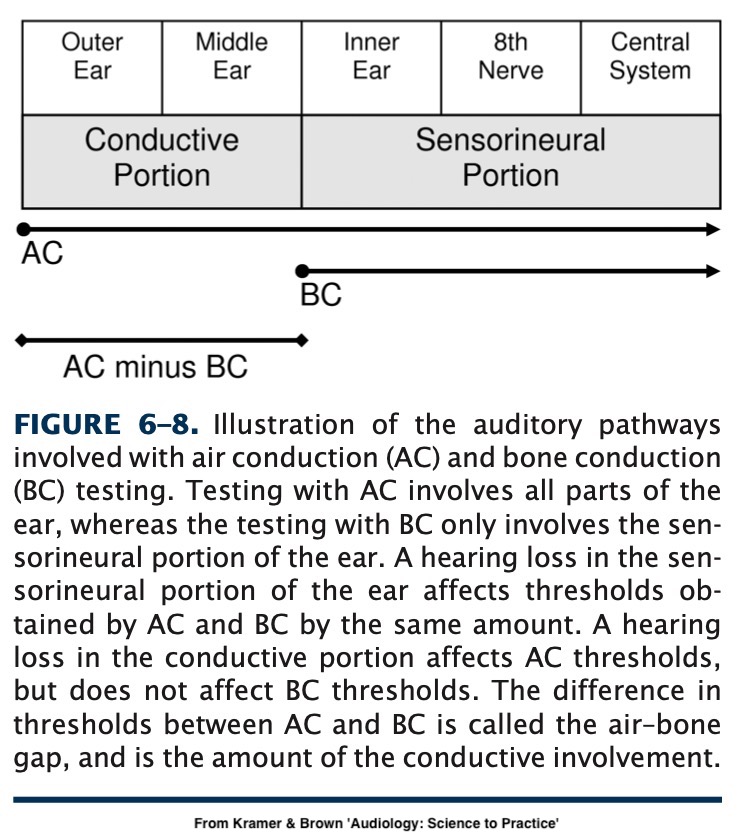 Outer Middle Inner 8th Central
Ear Ear Ear Nerve System
Conductive Sensorineural
Portion Portion
AC
BC
AC minus BC
FIGURE 6–8. Illustration of the auditory pathways
involved with air conduction (AC) and bone conduction
(BC) testing. Testing with AC involves all parts of the
ear, whereas the testing with BC only involves the sen-
sorineural portion of the ear. A hearing loss in the sen-
sorineural portion of the ear affects thresholds ob-
tained by AC and BC by the same amount. A hearing
loss in the conductive portion affects AC thresholds,
but does not affect BC thresholds. The difference in
thresholds between AC and BC is called the air–bone
gap, and is the amount of the conductive involvement.
From Kramer & Brown 'Audiology: Science to Practice'